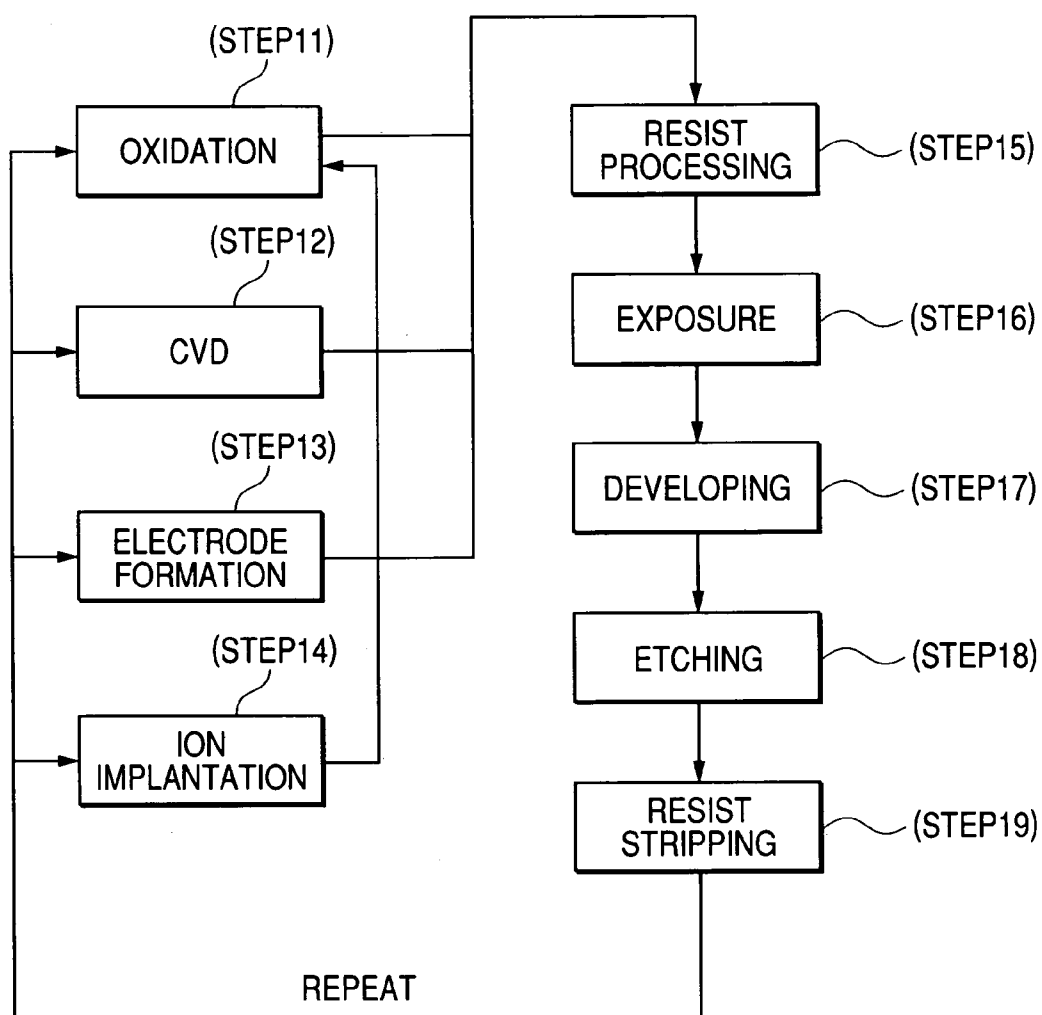 (STEP11)
OXIDATION
(STEP12)
CVD
(STEP13)
ELECTRODE
FORMATION
(STEP14)
ION
IMPLANTATION
RESIST
PROCESSING
(STEP15)
EXPOSURE
(STEP16)
DEVELOPING
(STEP17)
ETCHING
(STEP18)
RESIST
STRIPPING
(STEP19)
REPEAT